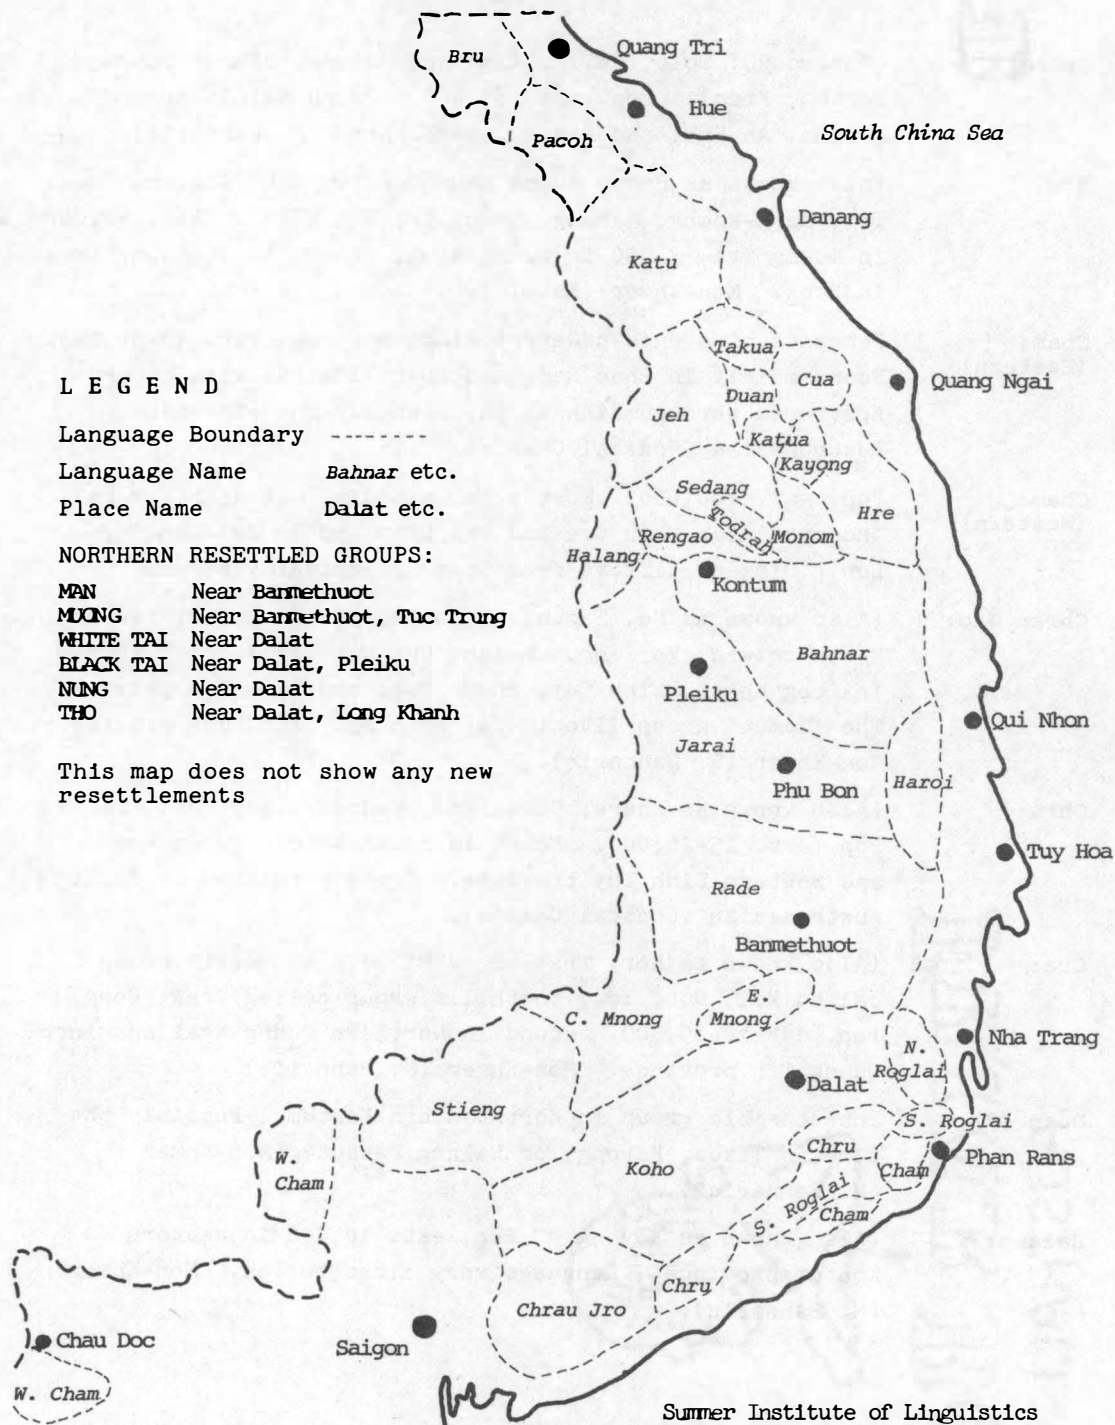 Quang Tri
Bru
Hue
South China Sea
Pacoh
Danang
Katu
Takua
Cua
Quang Ngai
Duan
Jeh
Katua
Kayong
Sedang
Hre
Todrah
Rengao
Monom
Halang
Kontum
Bahnar
Pleiku
Qui Nhon
Jarai
Haroi
Phu Bon
Tuy Hoa
Rade
Banmethuot
E.
Mnong
C. Mnong
Nha Trang
N.
Roglai
Dalat
Stieng
S. Roglai
Chru
Phan Rans
W.
Cham
Koho
Cham
S. Roglai
Cham
Chru
Chrau Jro
Chau Doc
Saigon
W. Cham
LEGEND
Language Boundary --------
Language Name Bahnar etc.
Place Name Dalat etc.
NORTHERN RESETTLED GROUPS:
MAN Near Banmethuot
MUONG Near Banmethuot, Tuc Trung
WHITE TAI Near Dalat
BLACK TAI Near Dalat, Pleiku
NUNG Near Dalat
THO Near Dalat, Long Khanh
This map does not show any new
resettlements
Summer Institute of Linguistics